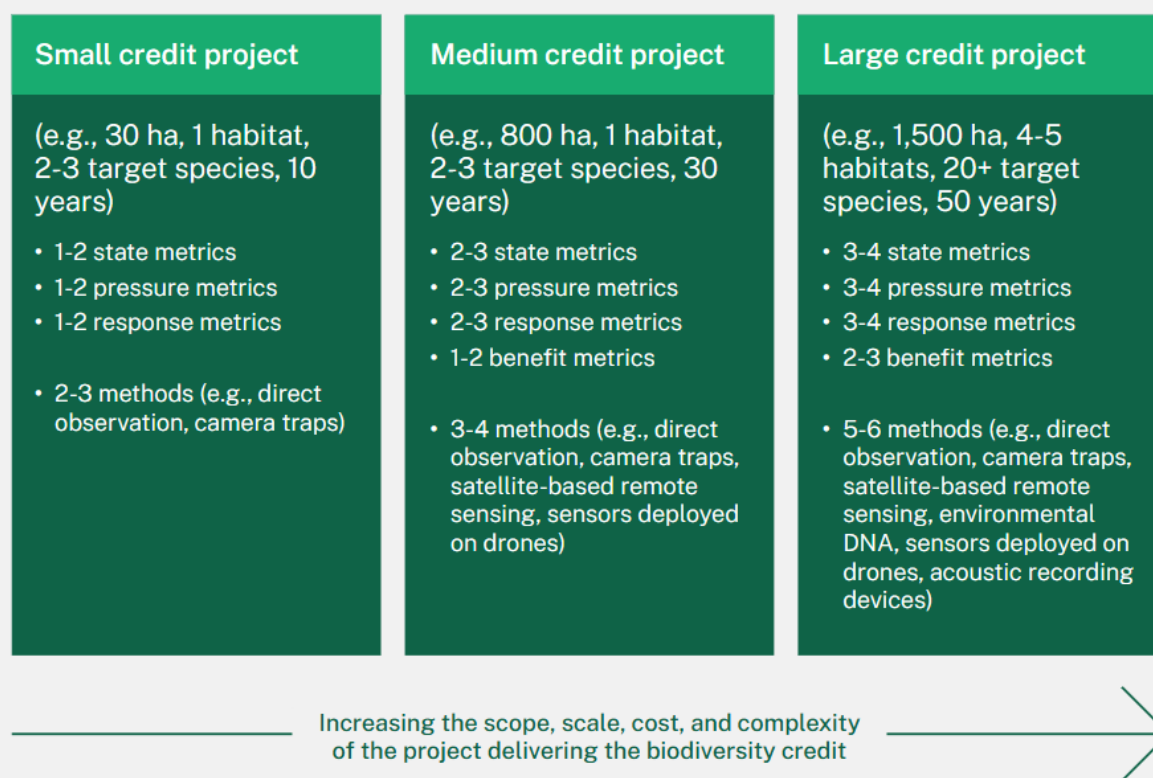 Small credit project
(e.g., 30 ha, 1 habitat,
2-3 target species, 10
years)
• 1-2 state metrics
• 1-2 pressure metrics
• 1-2 response metrics
• 2-3 methods (e.g., direct
observation, camera traps)
Medium credit project
(e.g., 800 ha, 1 habitat,
2-3 target species, 30
years)
• 2-3 state metrics
• 2-3 pressure metrics
• 2-3 response metrics
• 1-2 benefit metrics
• 3-4 methods (e.g., direct
observation, camera traps,
satellite-based remote
sensing, sensors deployed
on drones)
Large credit project
(e.g., 1,500 ha, 4-5
habitats, 20+ target
species, 50 years)
• 3-4 state metrics
• 3-4 pressure metrics
• 3-4 response metrics
• 2-3 benefit metrics
• 5-6 methods (e.g., direct
observation, camera traps,
satellite-based remote
sensing, environmental
DNA, sensors deployed on
drones, acoustic recording
devices)
Increasing the scope, scale, cost, and complexity
of the project delivering the biodiversity credit